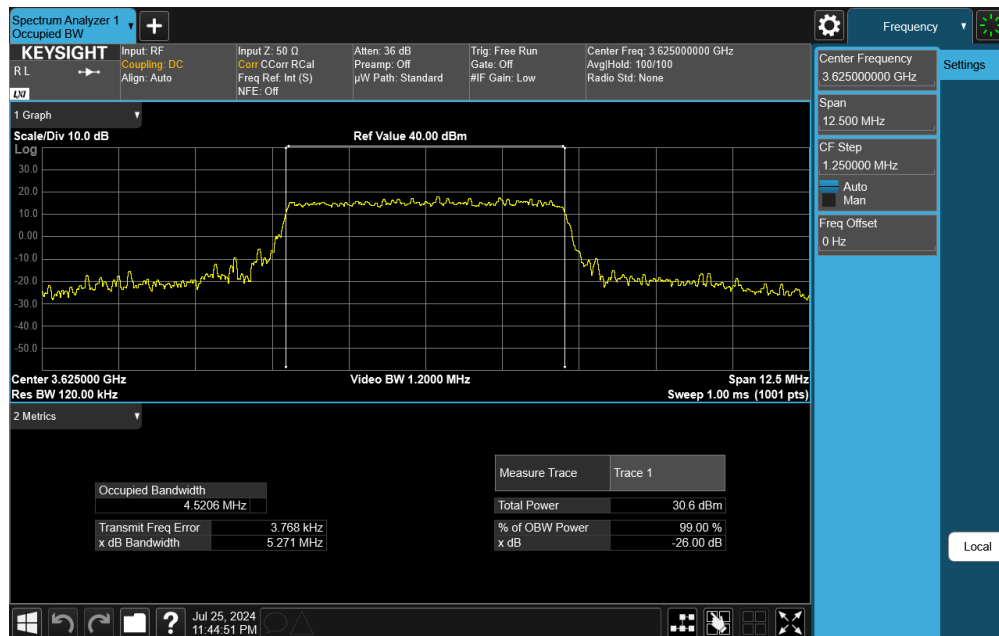 Spectrum Analyzer 1
Occupied BW
+
Frequency
KEYSIGHT
R L
LXI
Input: RF
Coupling: DC
Align: Auto
Input Z: 50 Ω
Corr CCorr RCal
Freq Ref: Int (S)
NFE: Off
Atten: 36 dB
Preamp: Off
µW Path: Standard
Trig: Free Run
Gate: Off
#IF Gain: Low
Center Freq: 3.625000000 GHz
Avg|Hold: 100/100
Radio Std: None
Center Frequency
3.625000000 GHz
Settings
Span
12.500 MHz
CF Step
1.250000 MHz
Auto
Man
Freq Offset
0 Hz
Local
1 Graph
Scale/Div 10.0 dB
Ref Value 40.00 dBm
Log
30.0
20.0
10.0
0.00
-10.0
-20.0
-30.0
-40.0
-50.0
Center 3.625000 GHz
Video BW 1.2000 MHz
Span 12.5 MHz
Res BW 120.00 kHz
Sweep 1.00 ms (1001 pts)
2 Metrics
Measure Trace Trace 1
Occupied Bandwidth
4.5206 MHz
Total Power 30.6 dBm
Transmit Freq Error 3.768 kHz
% of OBW Power 99.00 %
x dB Bandwidth 5.271 MHz
x dB -26.00 dB
?
Jul 25, 2024
11:44:51 PM